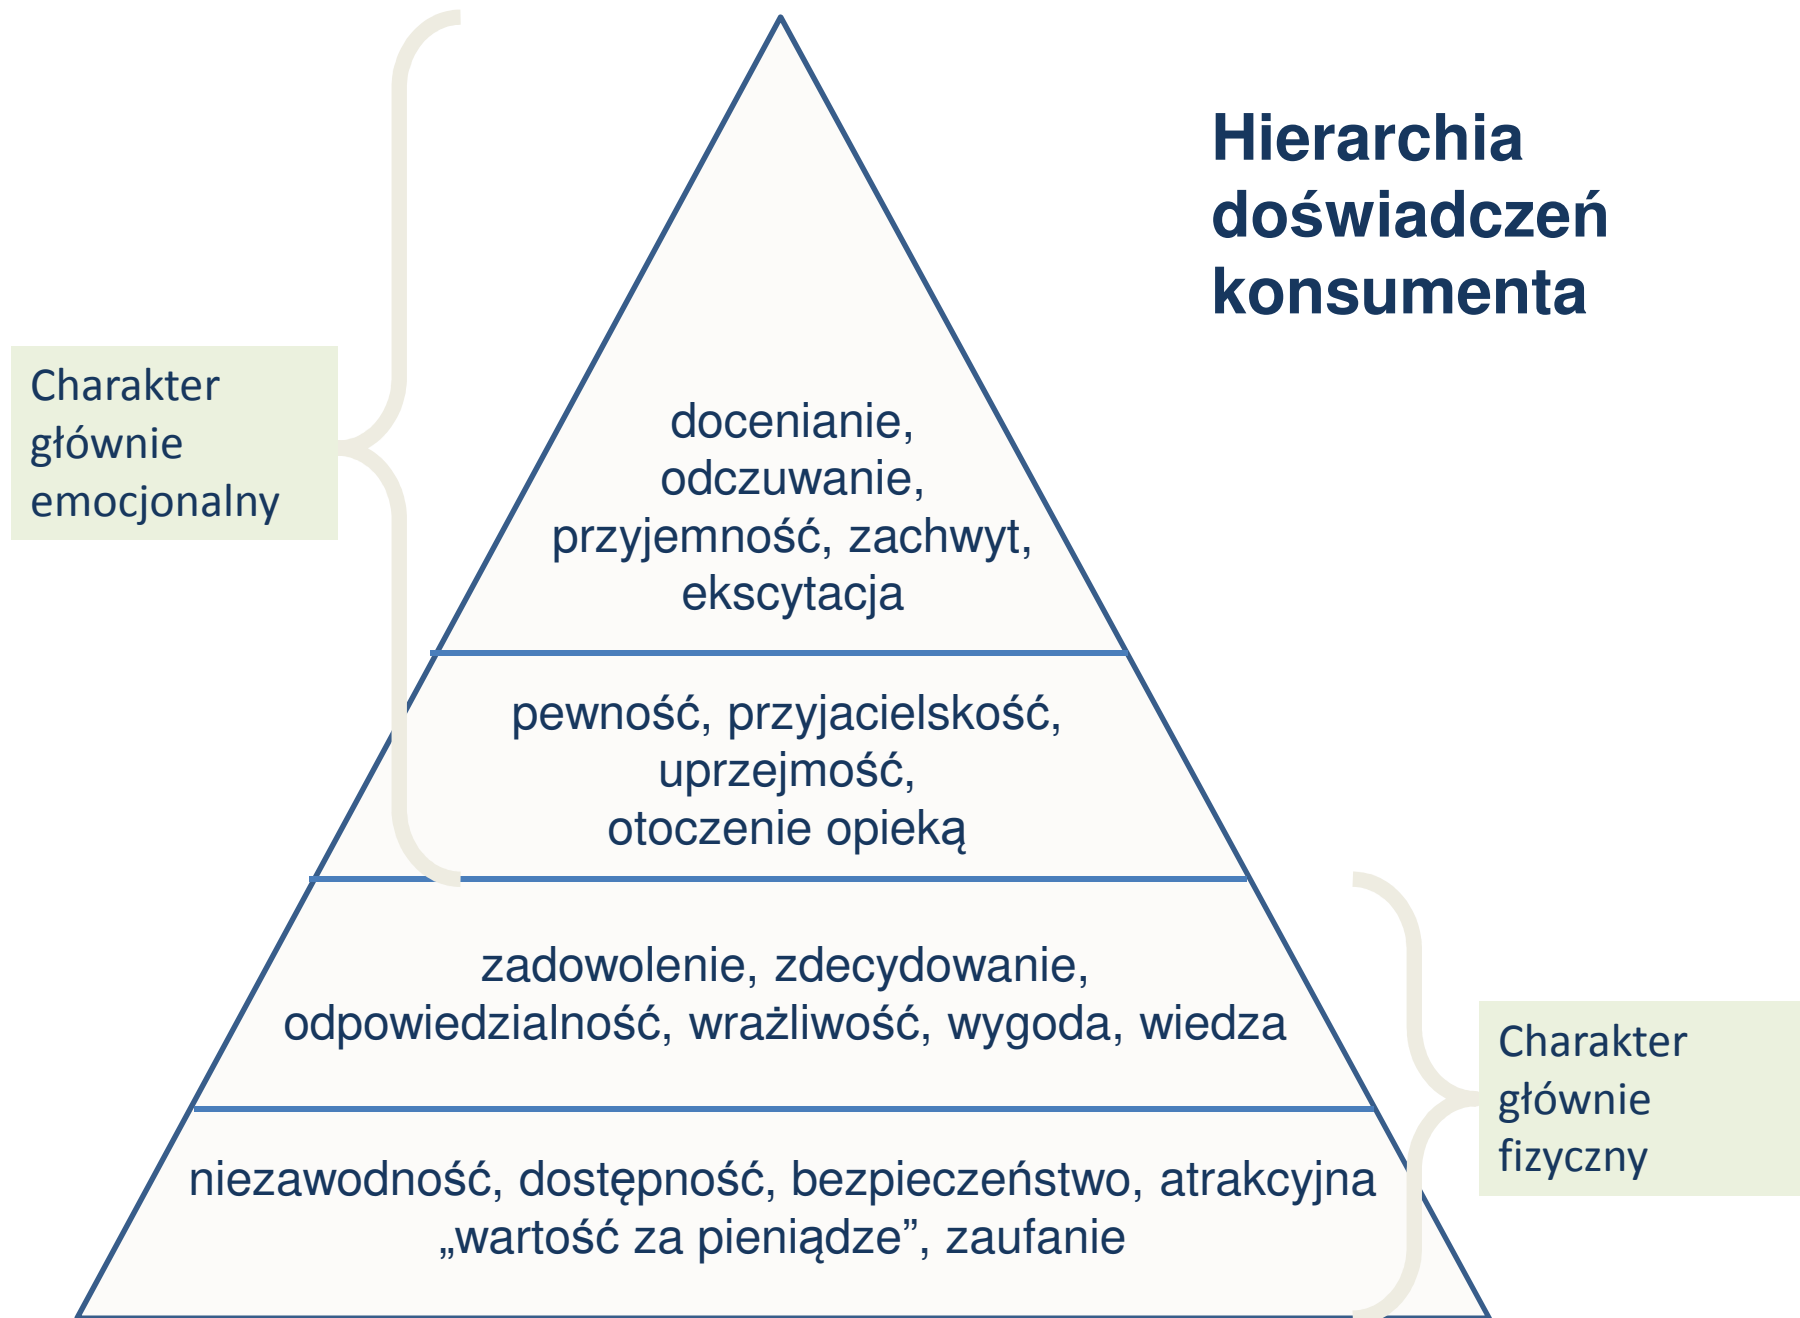 Hierarchia
doświadczeń
konsumenta
Charakter
głównie
emocjonalny
docenianie,
odczuwanie,
przyjemność, zachwyt,
ekscytacja
pewność, przyjacielskość,
uprzejmość,
otoczenie opieką
zadowolenie, zdecydowanie,
odpowiedzialność, wrażliwość, wygoda, wiedza
Charakter
głównie
fizyczny
niezawodność, dostępność, bezpieczeństwo, atrakcyjna
„wartość za pieniądze”, zaufanie